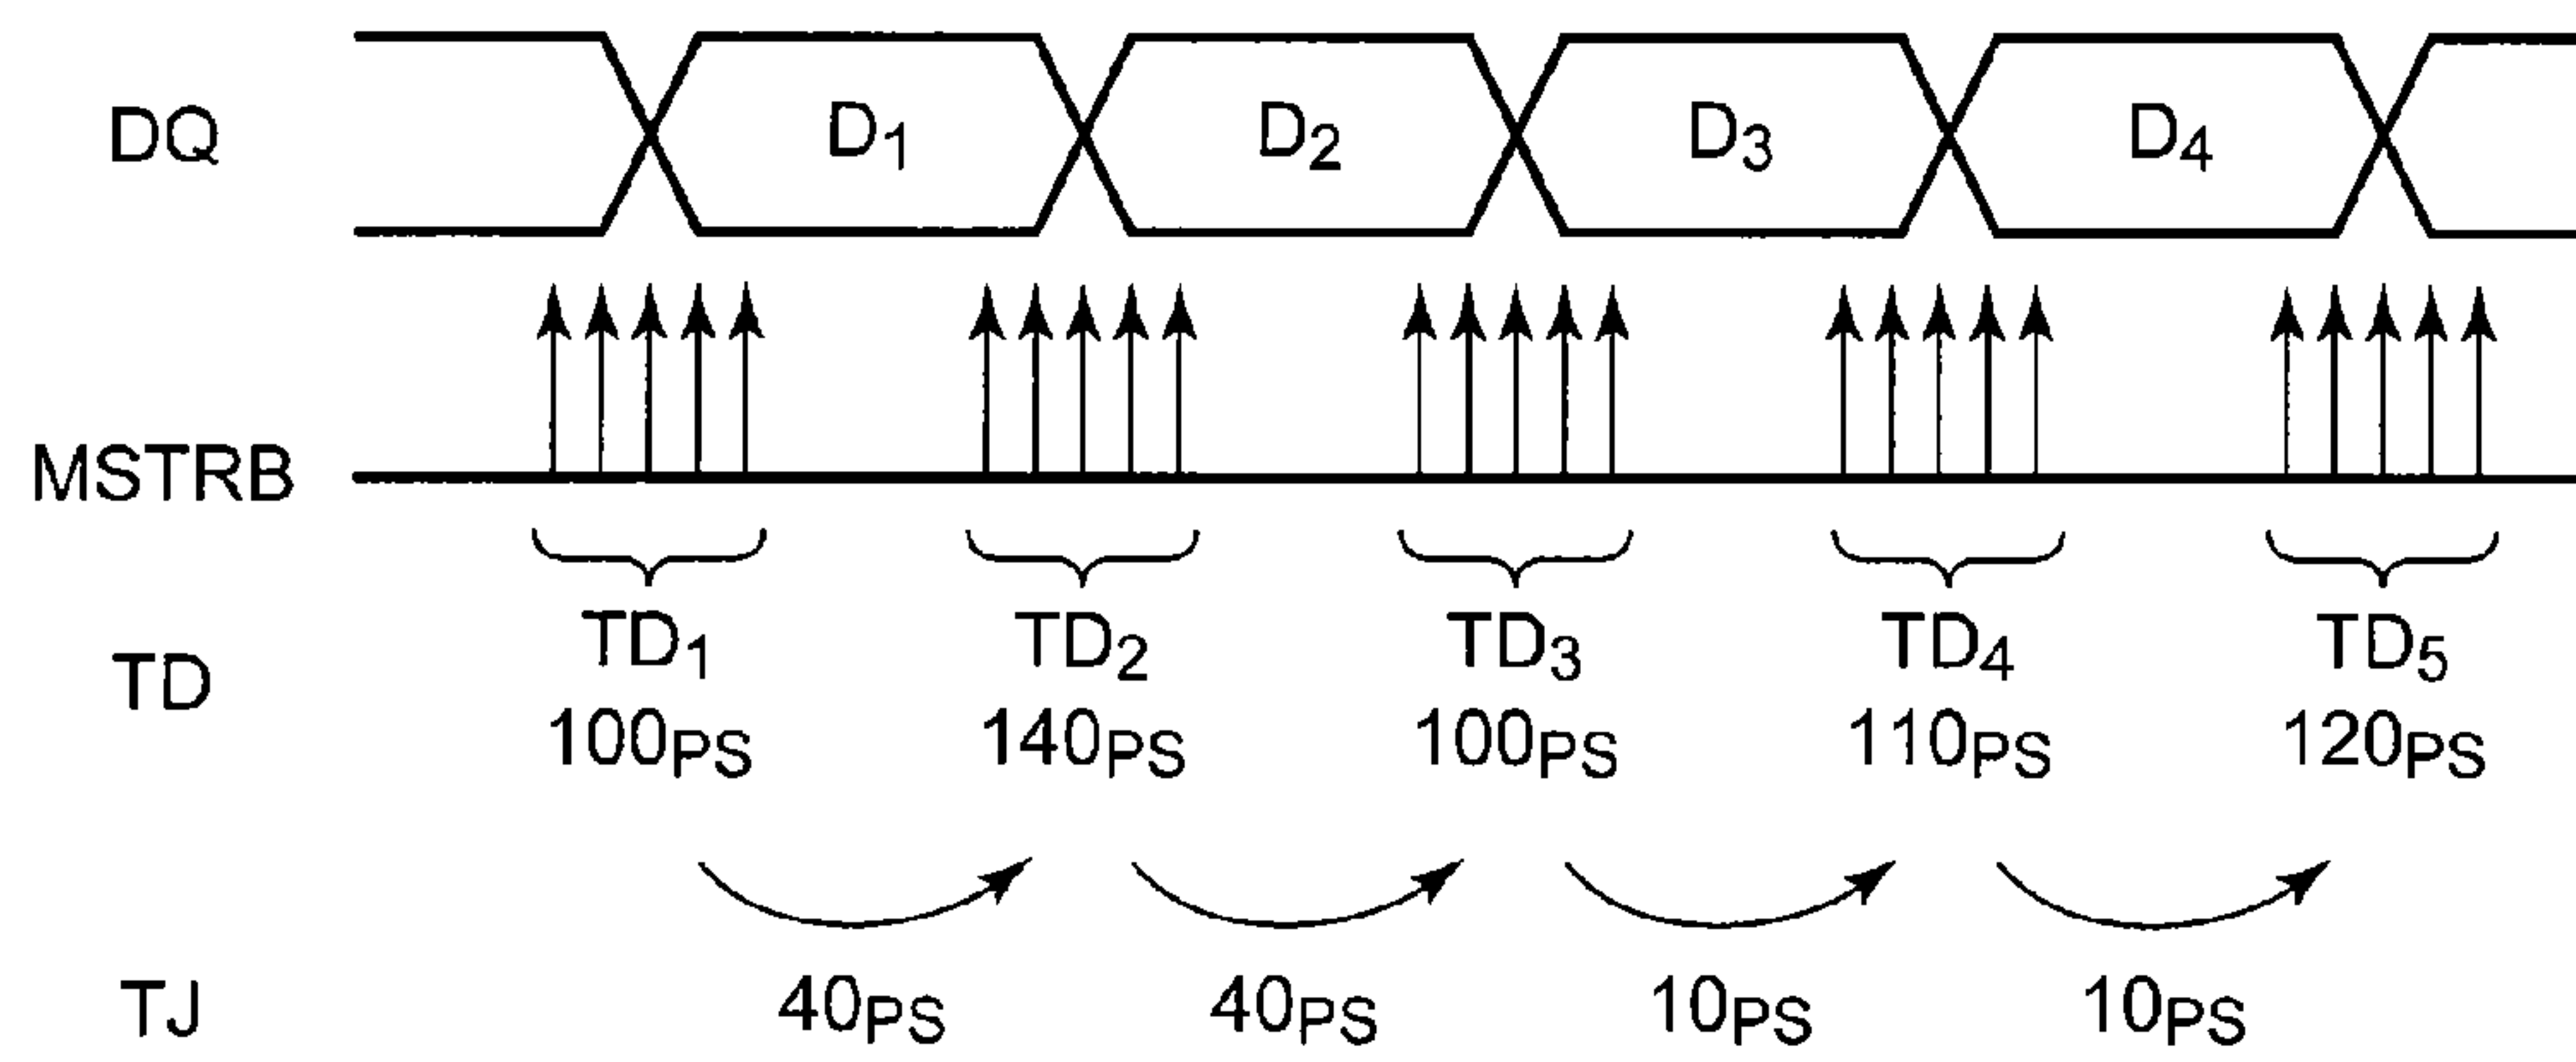 DQ D1 D2 D3 D4
MSTRB
TD1 TD2 TD3 TD4 TD5
TD
100PS 140PS 100PS 110PS 120PS
TJ 40PS 40PS 10PS 10PS